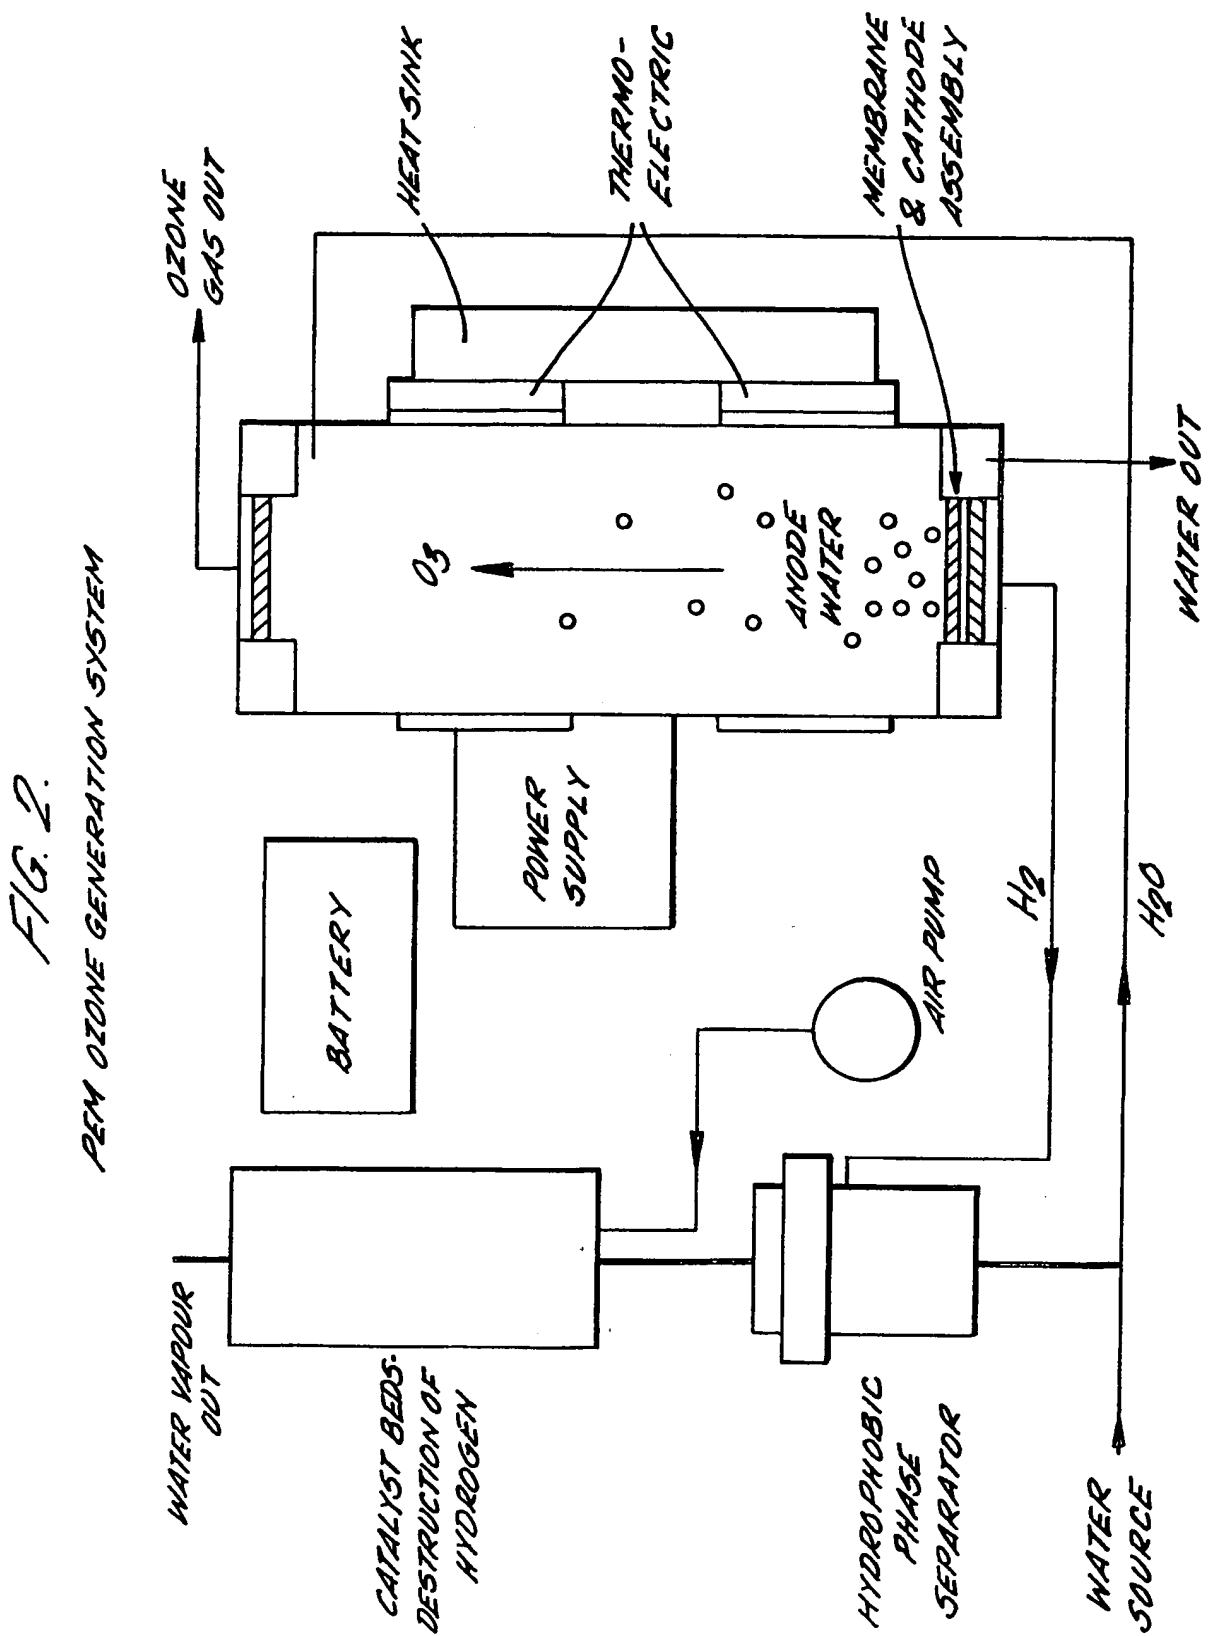 FIG. 2.
PEM OZONE GENERATION SYSTEM
WATER VAPOUR
OUT
BATTERY
OZONE
GAS OUT
CATALYST BEDS-
DESTRUCTION OF
HYDROGEN
POWER
SUPPLY
O3
HEATSINK
THERMO-
ELECTRIC
ANODE
WATER
HYDROPHOBIC
PHASE
SEPARATOR
AIR PUMP
MEMBRANE
& CATHODE
ASSEMBLY
H2
WATER
SOURCE
H2O
WATER OUT